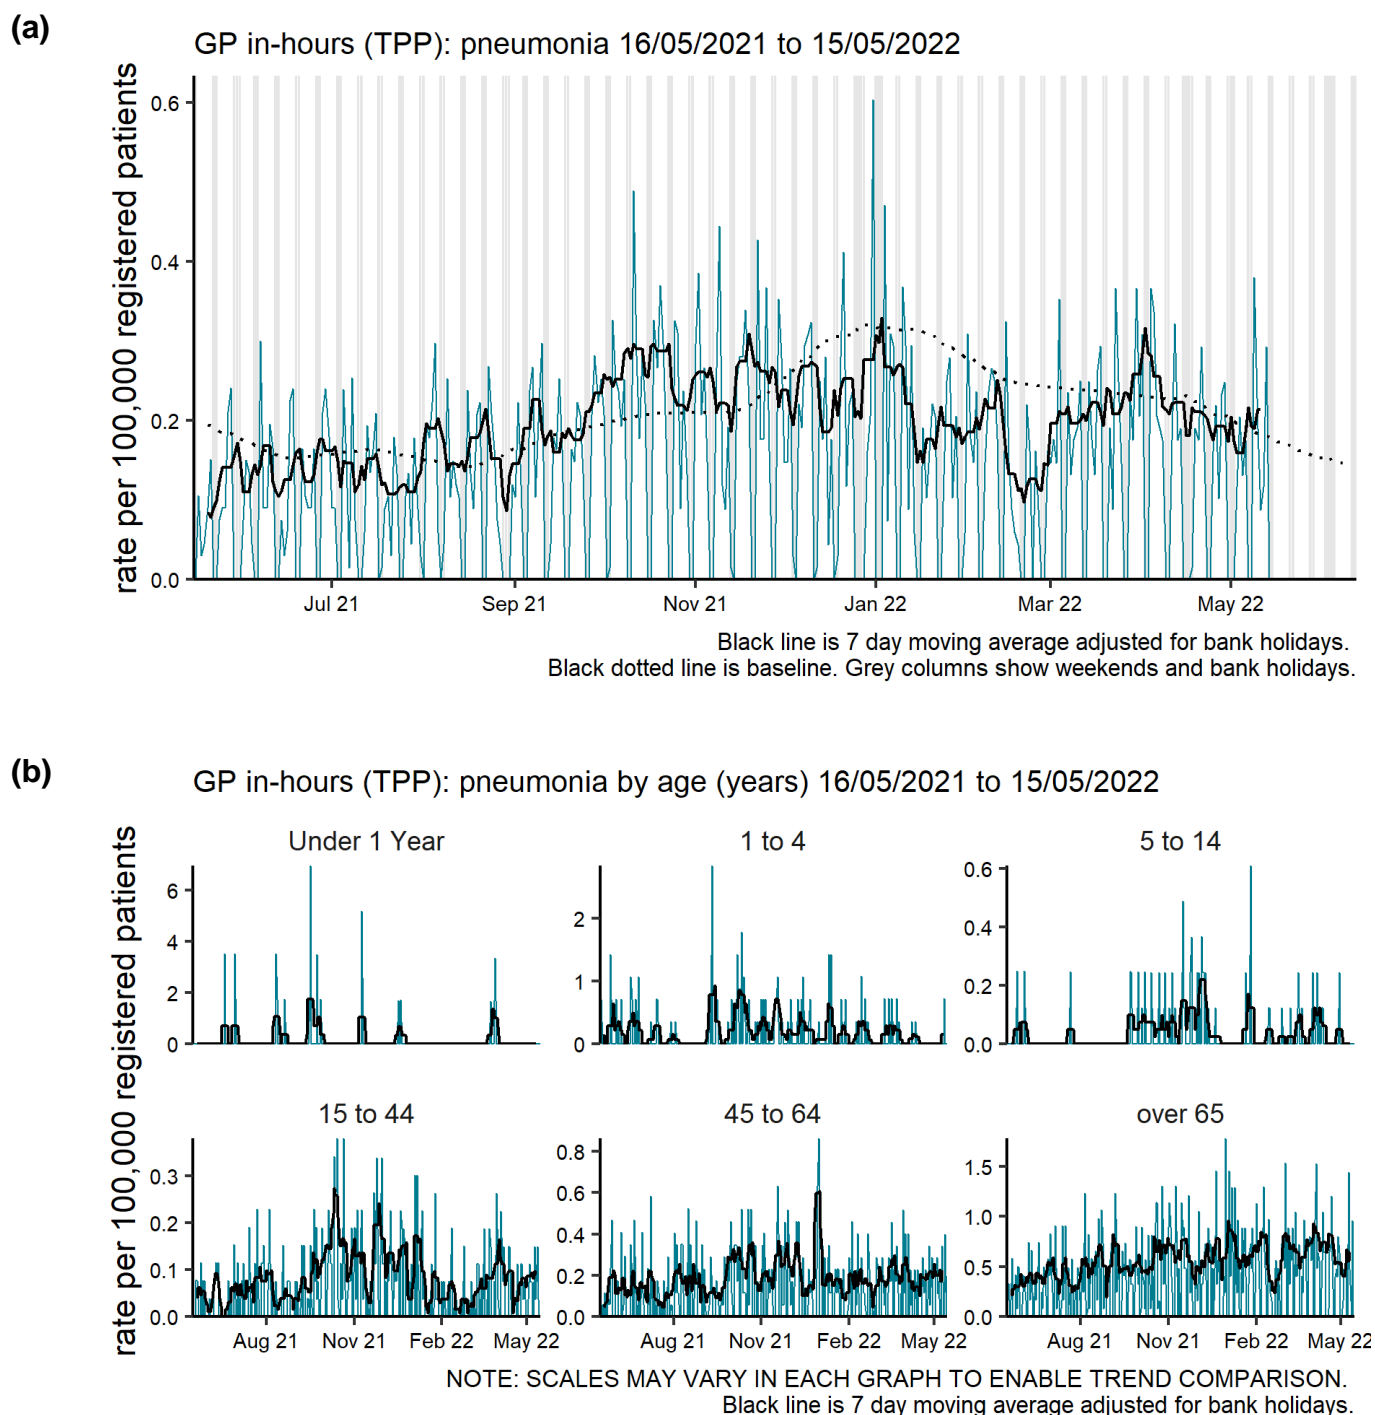 (a)
GP in-hours (TPP): pneumonia 16/05/2021 to 15/05/2022
rate per 100,000 registered patients
0.6
0.4
0.2
0.0
Jul 21 Sep 21 Nov 21 Jan 22 Mar 22 May 22
Black line is 7 day moving average adjusted for bank holidays.
Black dotted line is baseline. Grey columns show weekends and bank holidays.
(b)
GP in-hours (TPP): pneumonia by age (years) 16/05/2021 to 15/05/2022
rate per 100,000 registered patients
Under 1 Year
6
4
2
0
1 to 4
2
1
0
5 to 14
0.6
0.4
0.2
0.0
15 to 44
0.3
0.2
0.1
0.0
Aug 21 Nov 21 Feb 22 May 22
45 to 64
0.8
0.6
0.4
0.2
0.0
Aug 21 Nov 21 Feb 22 May 22
over 65
1.5
1.0
0.5
0.0
Aug 21 Nov 21 Feb 22 May 22
NOTE: SCALES MAY VARY IN EACH GRAPH TO ENABLE TREND COMPARISON.
Black line is 7 day moving average adjusted for bank holidays.